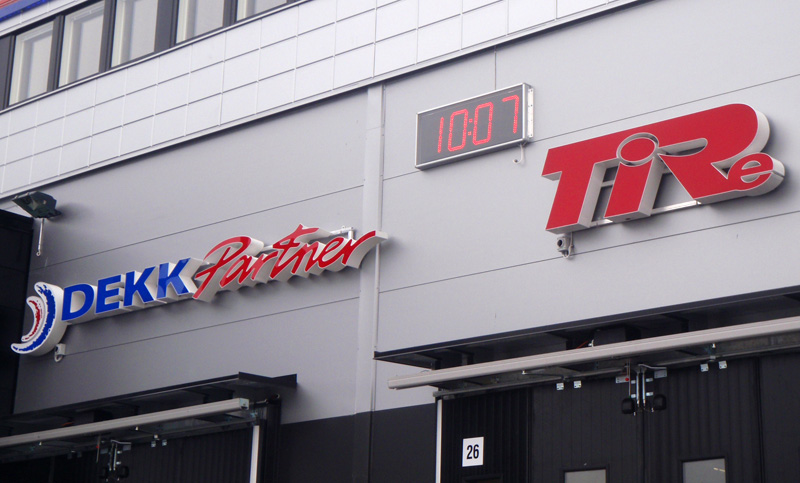 10:07
TiRe
DEKK Partner
26